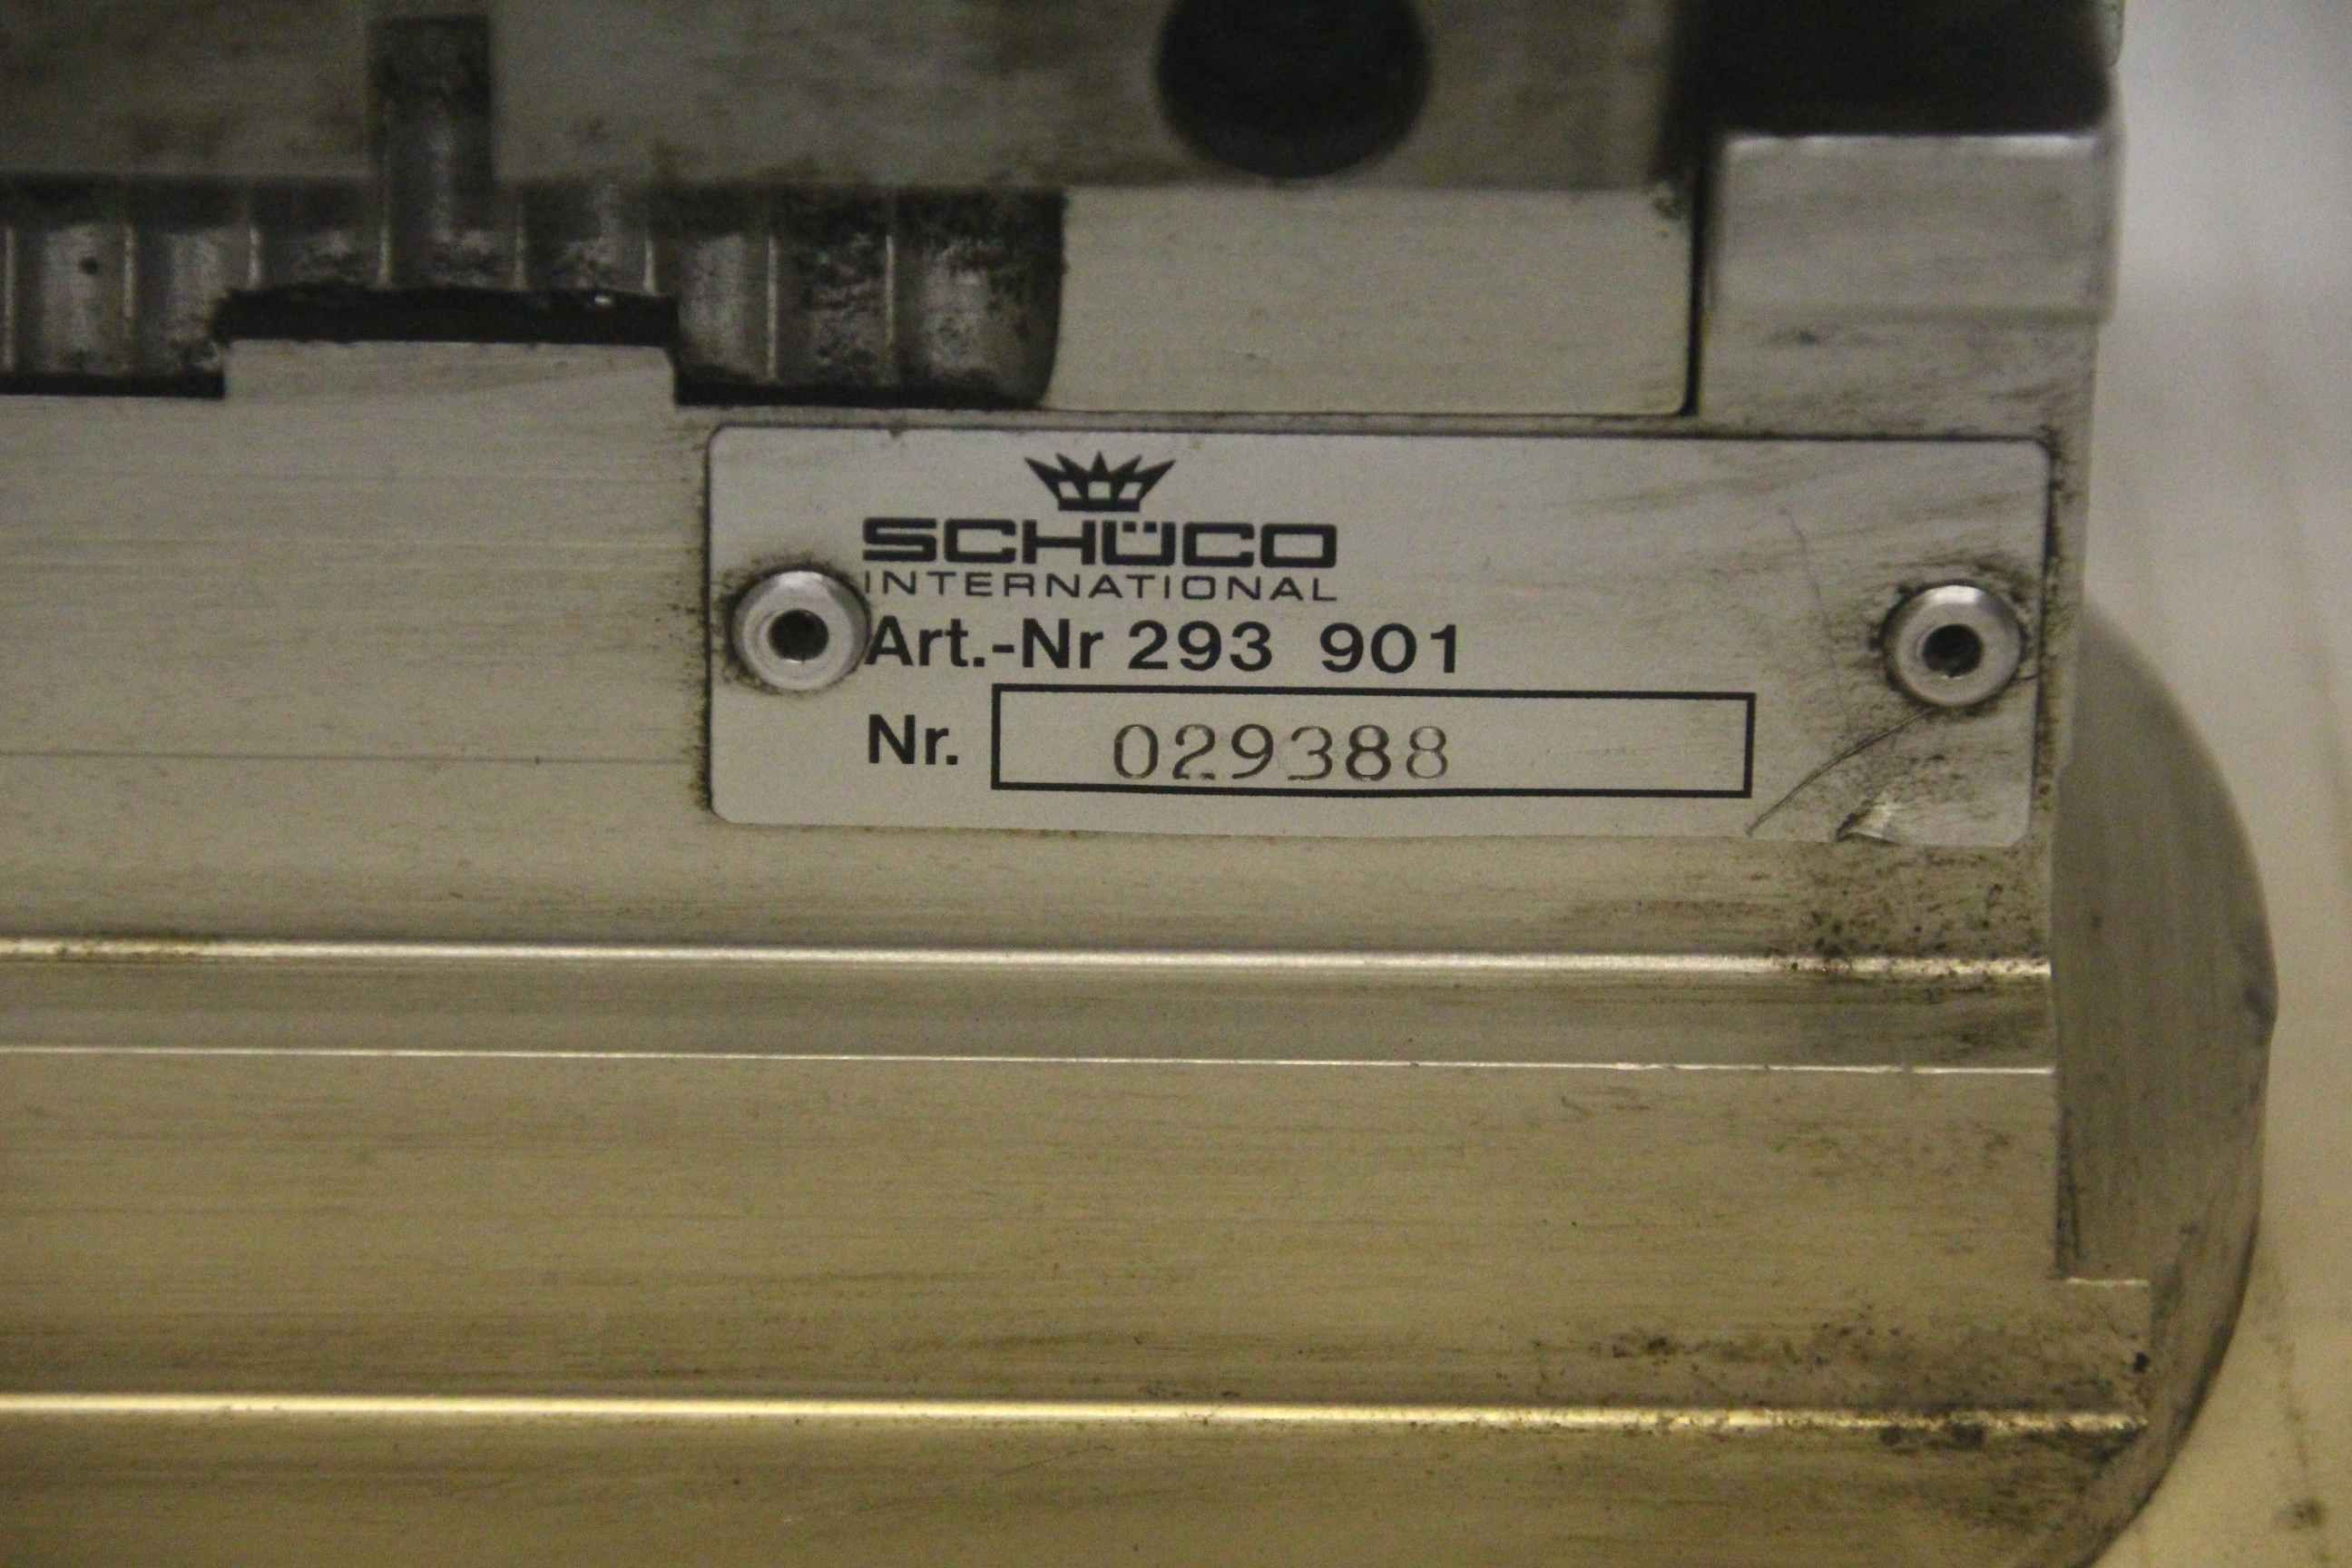 SCHÜCO
INTERNATIONAL
Art.-Nr 293 901
Nr. 029388